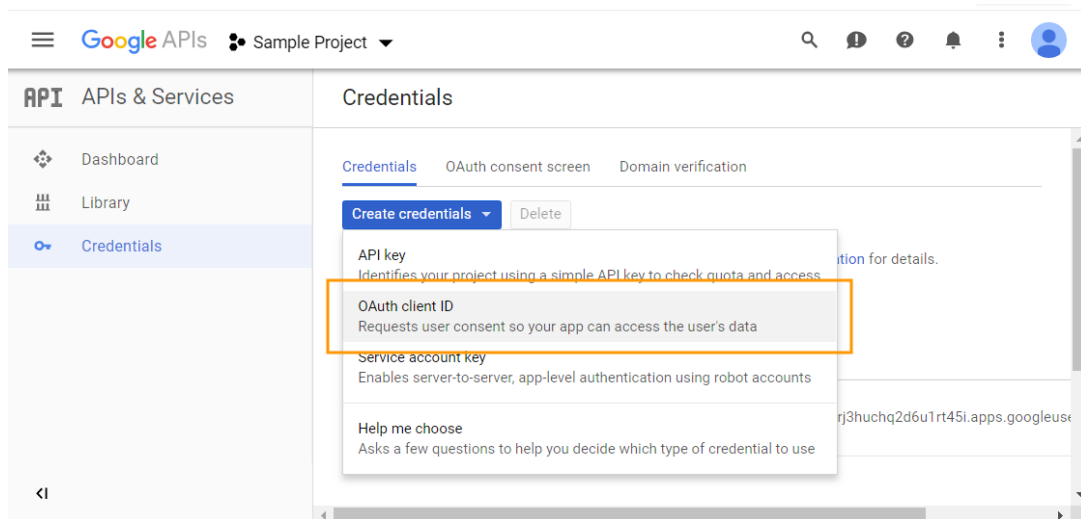 Google APIs Sample Project
API APIs & Services
Credentials
Dashboard
Library
Credentials
Credentials OAuth consent screen Domain verification
Create credentials Delete
API key
Identifies your project using a simple API key to check quota and access
for details.
OAuth client ID
Requests user consent so your app can access the user's data
Service account key
Enables server-to-server, app-level authentication using robot accounts
rj3huchq2d6u1rt45i.apps.googleuse
Help me choose
Asks a few questions to help you decide which type of credential to use